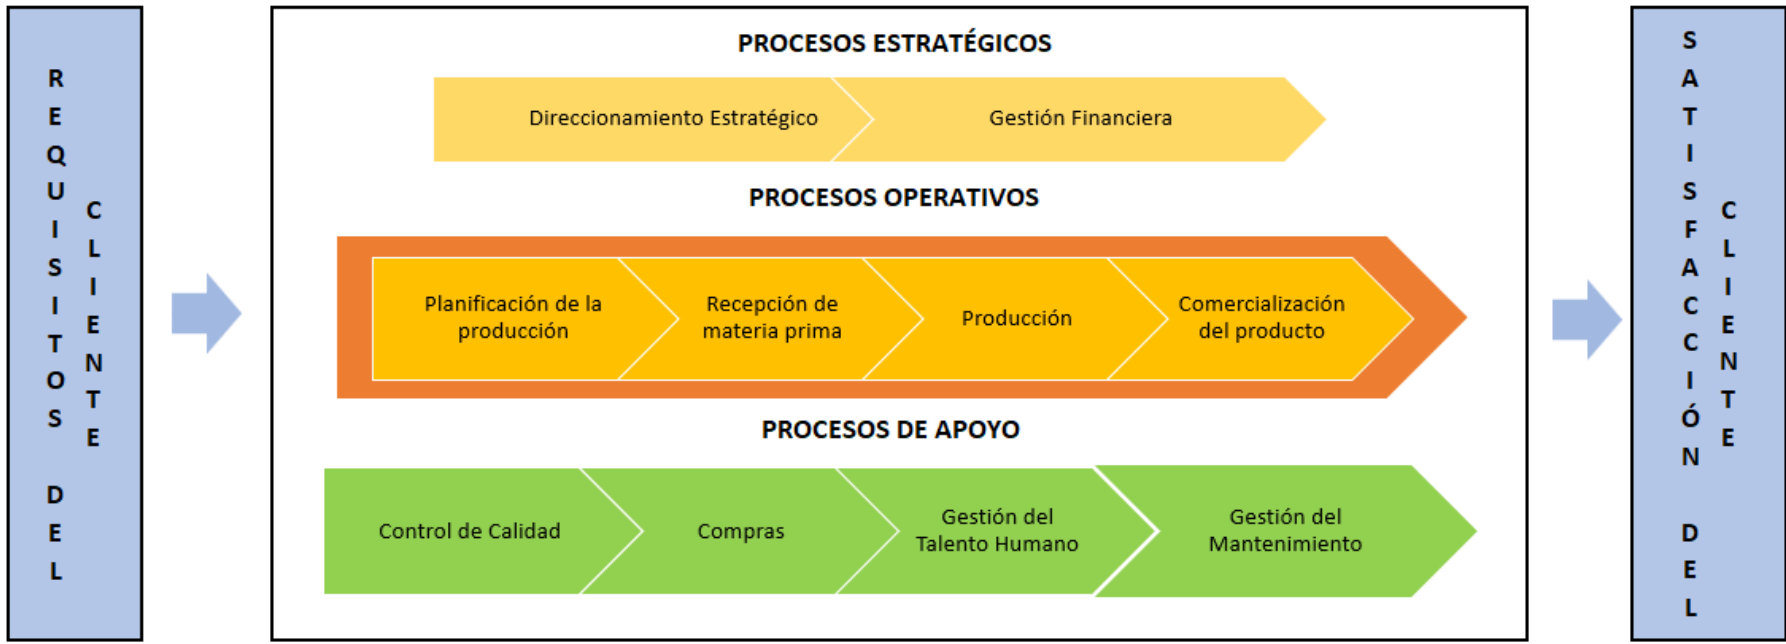 REQUISITOS DEL
CLIENTE
PROCESOS ESTRATÉGICOS
Direccionamiento Estratégico
Gestión Financiera
PROCESOS OPERATIVOS
Planificación de la
producción
Recepción de
materia prima
Producción
Comercialización
del producto
PROCESOS DE APOYO
Control de Calidad
Compras
Gestión del
Talento Humano
Gestión del
Mantenimiento
SATISFACCIÓN DEL
CLIENTE